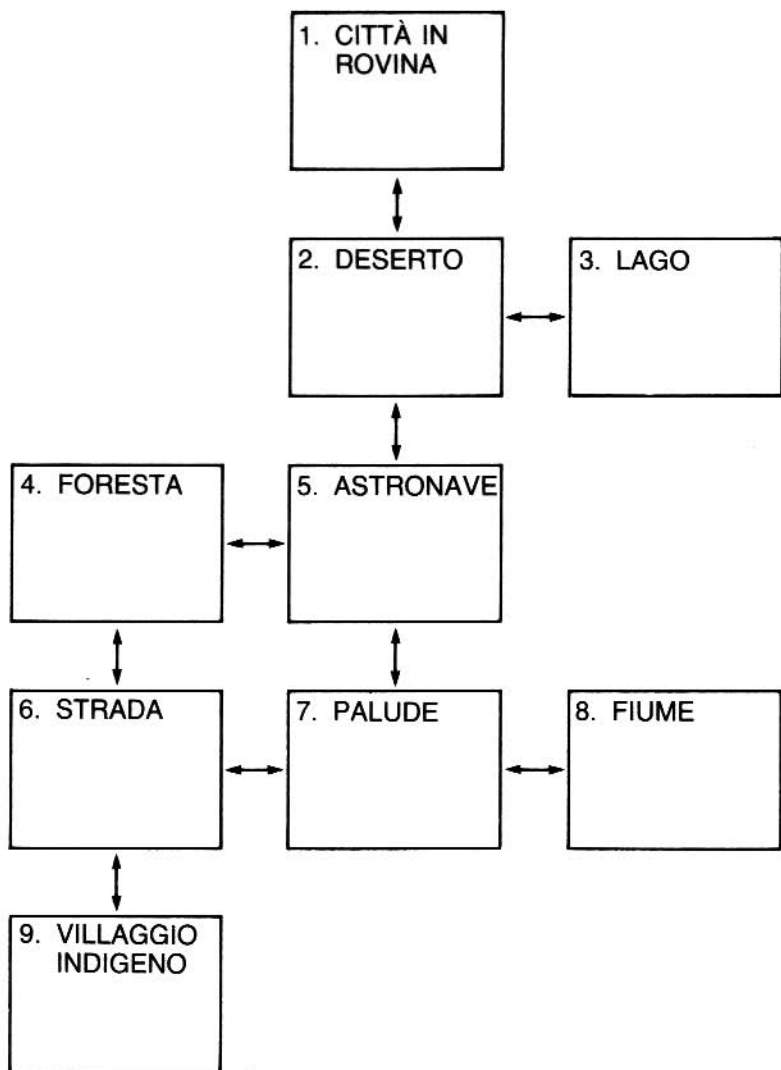 1. CITTÀ IN
ROVINA
2. DESERTO
3. LAGO
4. FORESTA
5. ASTRONAVE
6. STRADA
7. PALUDE
8. FIUME
9. VILLAGGIO
INDIGENO